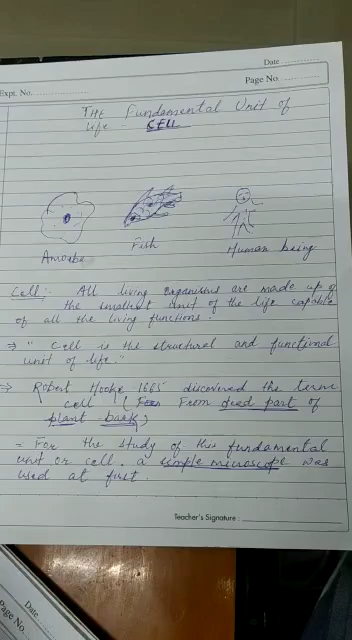 Date ............
Page No. ............
Expt. No. ............
THE Fundamental Unit of
Life - CELL
Amoeba
Fish
Human being
Cell:- All living organisms are made up of
the smallest unit of the life capable
of all the living functions.
⇒ "Cell is the structural and functional
unit of life."
⇒ Robert Hooke 1665 discovered the term
cell ( From dead part of
plant bark)
= For the study of this fundamental
unit or cell. a simple microscope was
used at first.
Teacher's Signature : ____________
Date ............
Page No. ............